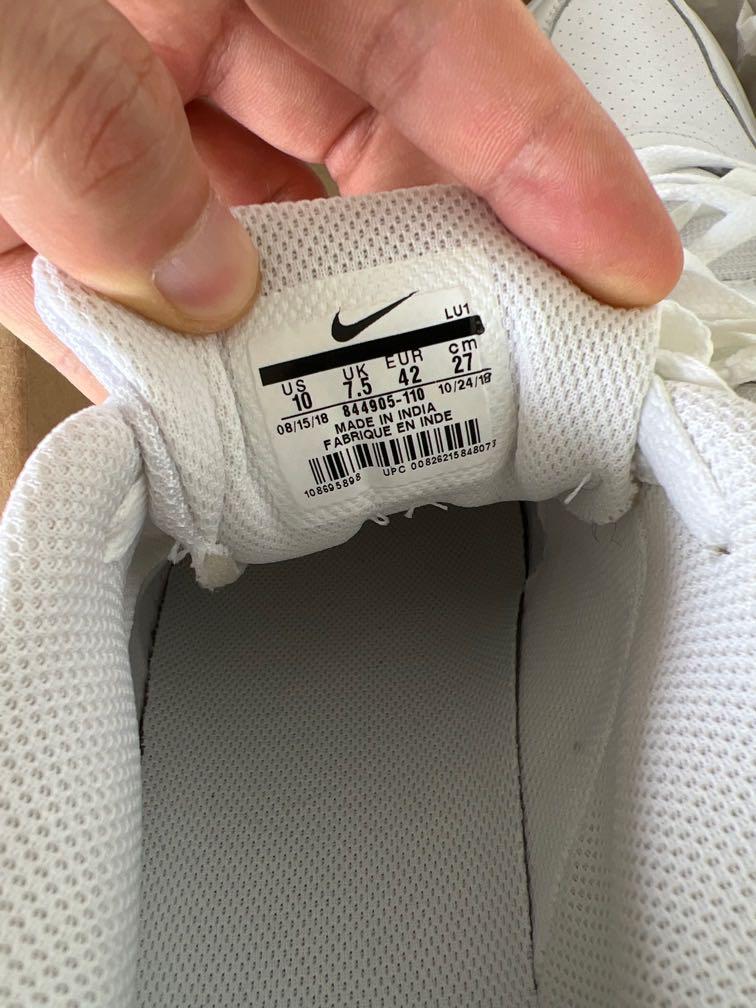 LU1
US UK EUR cm
10 7.5 42 27
08/15/18 844905-110 10/24/18
MADE IN INDIA
FABRIQUE EN INDE
108695898 UPC 00826215848073